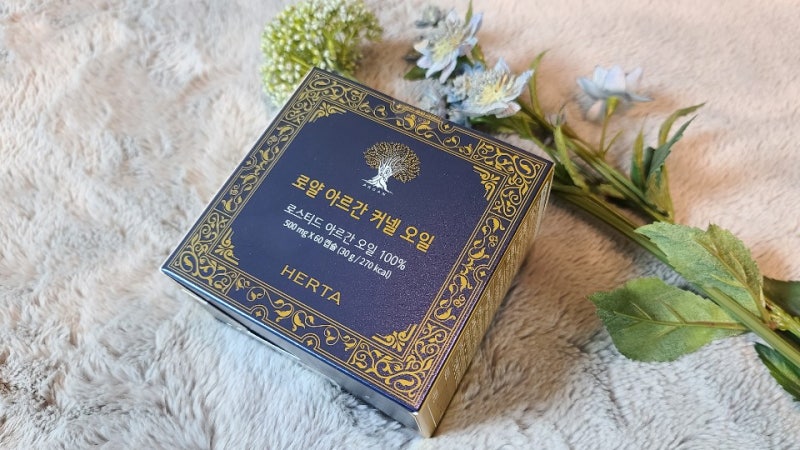 ARGAN
로얄 아르간 커넬 오일
로스티드 아르간 오일 100%
500 mg X 60 캡슐 (30 g / 270 kcal)
HERTA